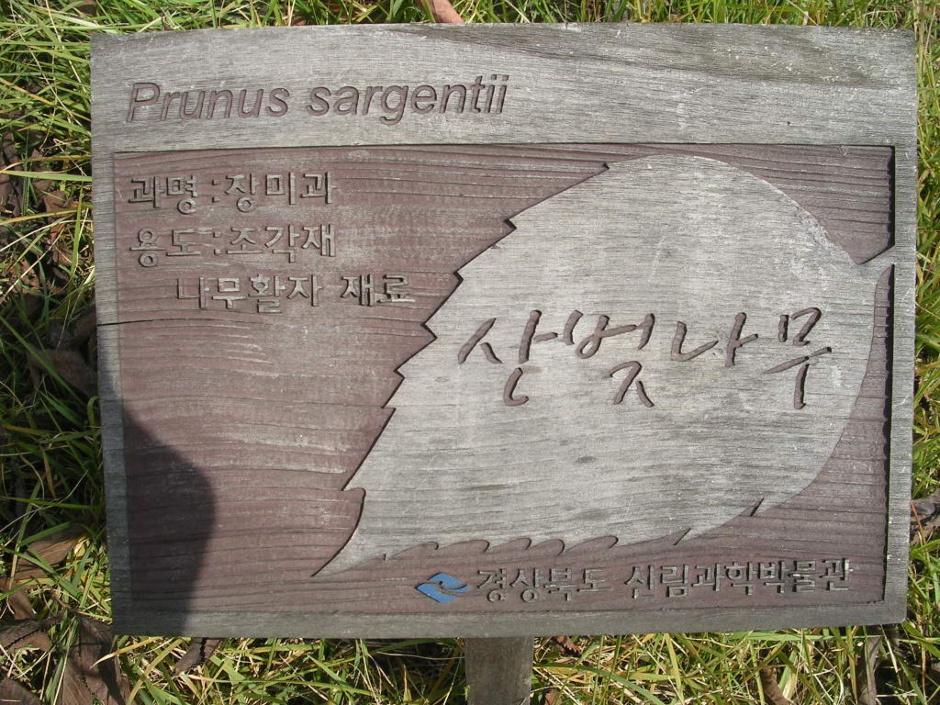 Prunus sargentii
과명 : 장미과
용도 : 조각재
나무활자 재료
산벚나무
경상북도 산림과학박물관